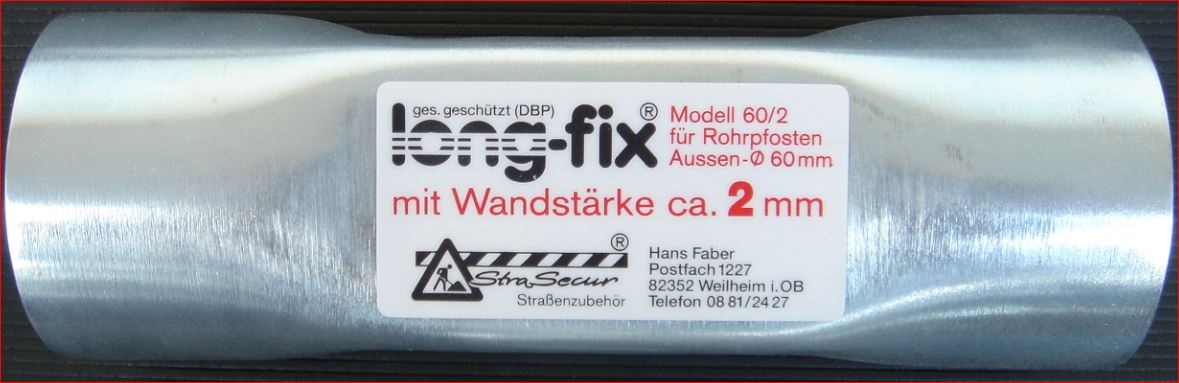 ges. geschützt (DBP)
long-fix®
Modell 60/2
für Rohrpfosten
Aussen-Ø 60 mm
mit Wandstärke ca. 2 mm
®
StraSecur
Straßenzubehör
Hans Faber
Postfach 1227
82352 Weilheim i. OB
Telefon 08 81/24 27